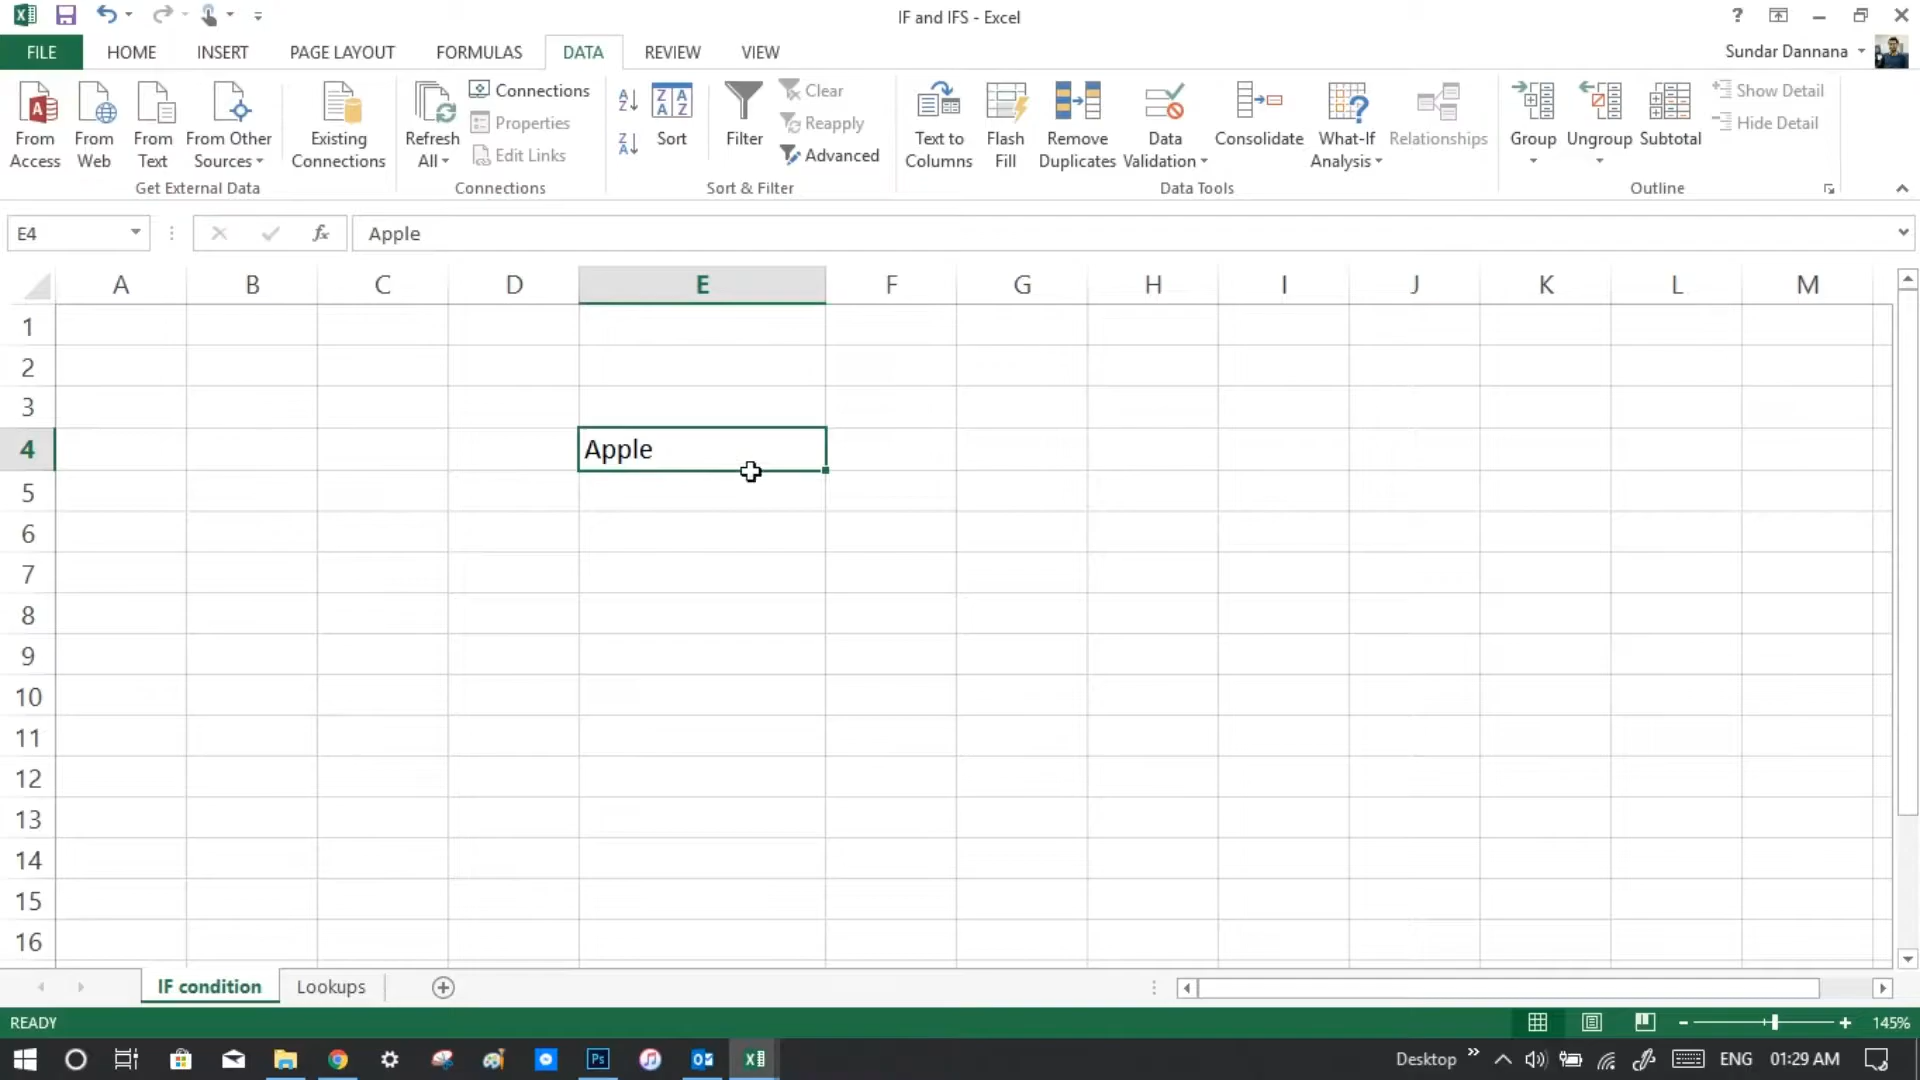 IF and IFS - Excel
?
FILE HOME INSERT PAGE LAYOUT FORMULAS DATA REVIEW VIEW
Sundar Dannana
From Access
From Web
From Text
From Other Sources
Existing Connections
Get External Data
Refresh All
Connections
Properties
Edit Links
Connections
Sort
Filter
Clear
Reapply
Advanced
Sort & Filter
Text to Columns
Flash Fill
Remove Duplicates
Data Validation
Consolidate
What-If Analysis
Relationships
Data Tools
Group
Ungroup
Subtotal
Show Detail
Hide Detail
Outline
E4 fx Apple
A B C D E F G H I J K L M
1
2
3
4 Apple
5
6
7
8
9
10
11
12
13
14
15
16
IF condition Lookups
READY 145%
Desktop ENG 01:29 AM